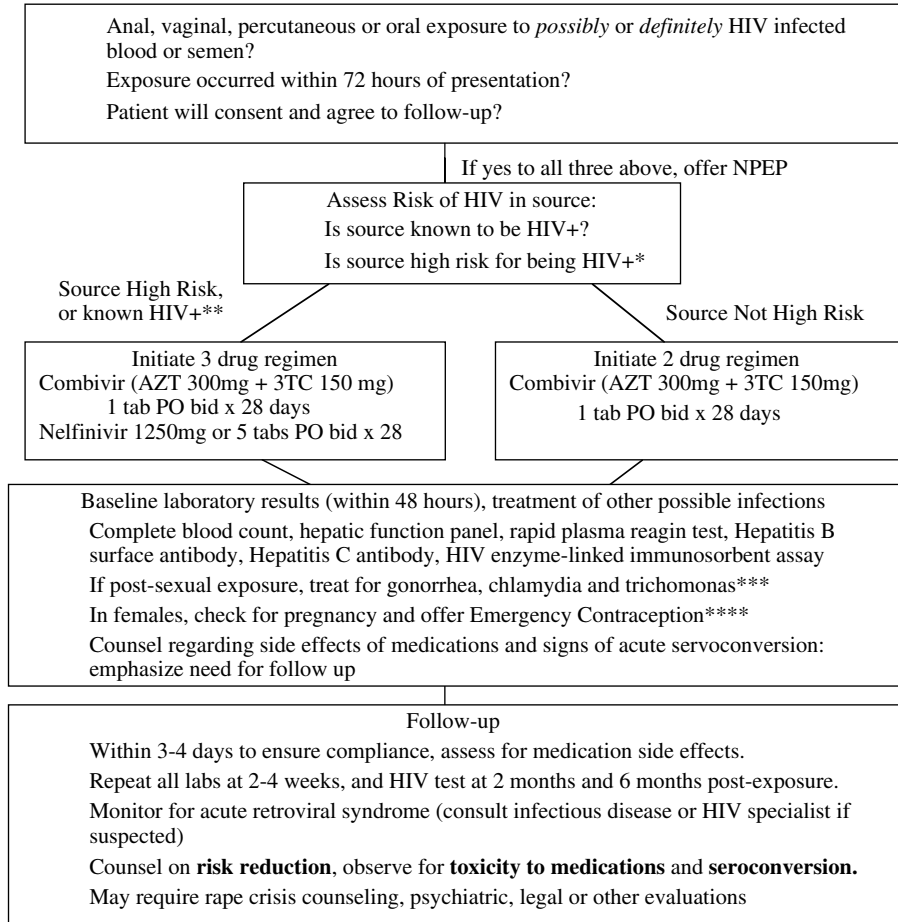 Anal, vaginal, percutaneous or oral exposure to possibly or definitely HIV infected
blood or semen?
Exposure occurred within 72 hours of presentation?
Patient will consent and agree to follow-up?
If yes to all three above, offer NPEP
Assess Risk of HIV in source:
Is source known to be HIV+?
Is source high risk for being HIV+*
Source High Risk,
or known HIV+**
Source Not High Risk
Initiate 3 drug regimen
Combivir (AZT 300mg + 3TC 150 mg)
1 tab PO bid x 28 days
Nelfinivir 1250mg or 5 tabs PO bid x 28
Initiate 2 drug regimen
Combivir (AZT 300mg + 3TC 150mg)
1 tab PO bid x 28 days
Baseline laboratory results (within 48 hours), treatment of other possible infections
Complete blood count, hepatic function panel, rapid plasma reagin test, Hepatitis B
surface antibody, Hepatitis C antibody, HIV enzyme-linked immunosorbent assay
If post-sexual exposure, treat for gonorrhea, chlamydia and trichomonas***
In females, check for pregnancy and offer Emergency Contraception****
Counsel regarding side effects of medications and signs of acute servoconversion:
emphasize need for follow up
Follow-up
Within 3-4 days to ensure compliance, assess for medication side effects.
Repeat all labs at 2-4 weeks, and HIV test at 2 months and 6 months post-exposure.
Monitor for acute retroviral syndrome (consult infectious disease or HIV specialist if
suspected)
Counsel on risk reduction, observe for toxicity to medications and seroconversion.
May require rape crisis counseling, psychiatric, legal or other evaluations